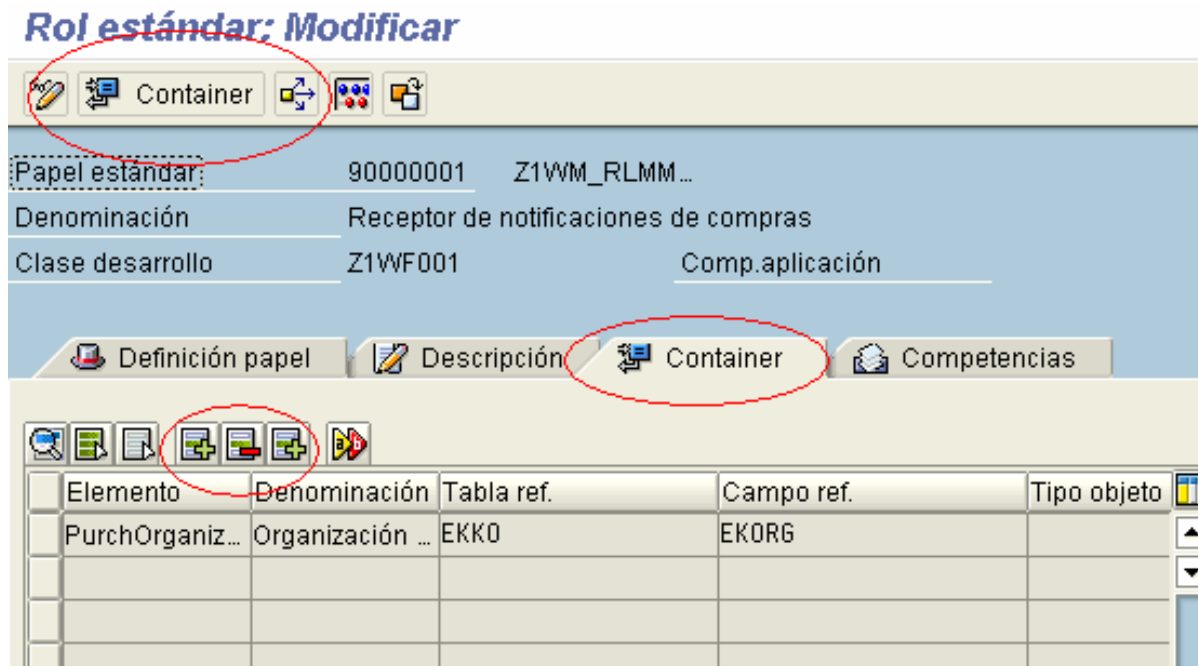 Rol estándar: Modificar
Container
Papel estándar: 90000001 Z1WM_RLMM...
Denominación Receptor de notificaciones de compras
Clase desarrollo Z1WF001 Comp.aplicación
Definición papel Descripción Container Competencias
Elemento Denominación Tabla ref. Campo ref. Tipo objeto
PurchOrganiz... Organización ... EKKO EKORG